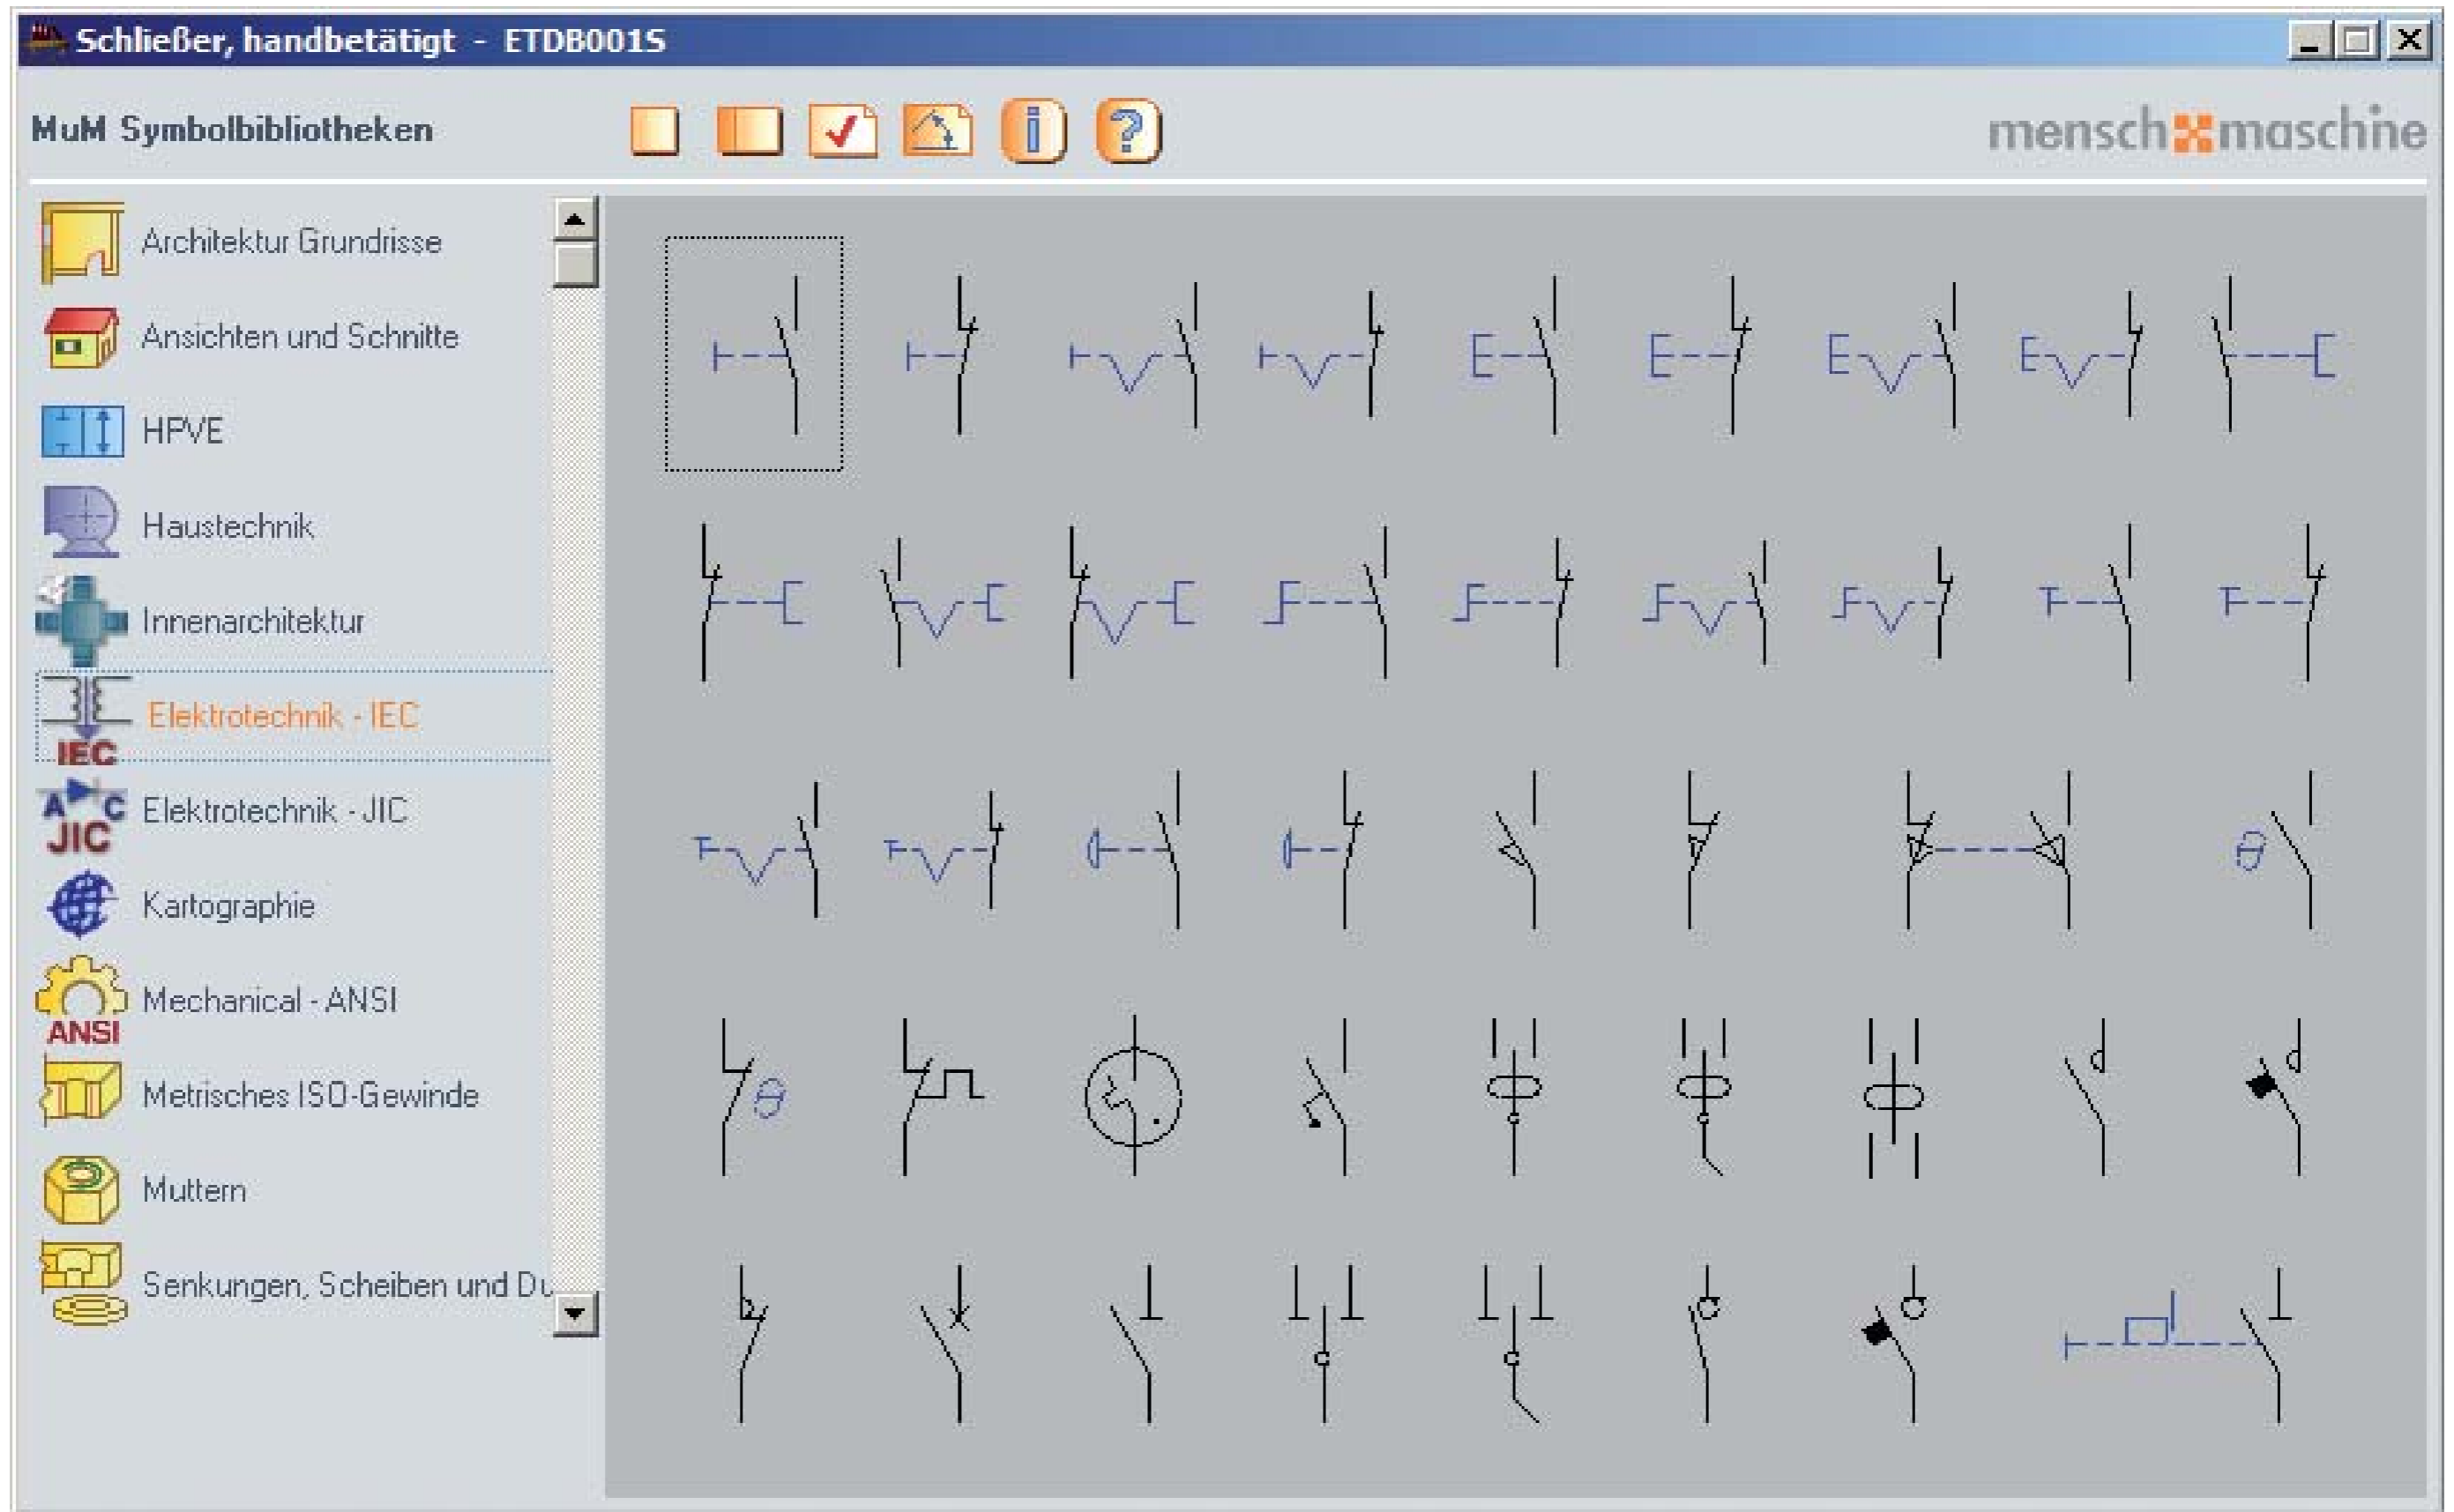 Schließer, handbetätigt - ETDB001S
MuM Symbolbibliotheken
mensch maschine
Architektur Grundrisse
Ansichten und Schnitte
HPVE
Haustechnik
Innenarchitektur
Elektrotechnik - IEC
IEC
A C
JIC
Elektrotechnik - JIC
Kartographie
Mechanical - ANSI
ANSI
Metrisches ISO-Gewinde
Muttern
Senkungen, Scheiben und Du